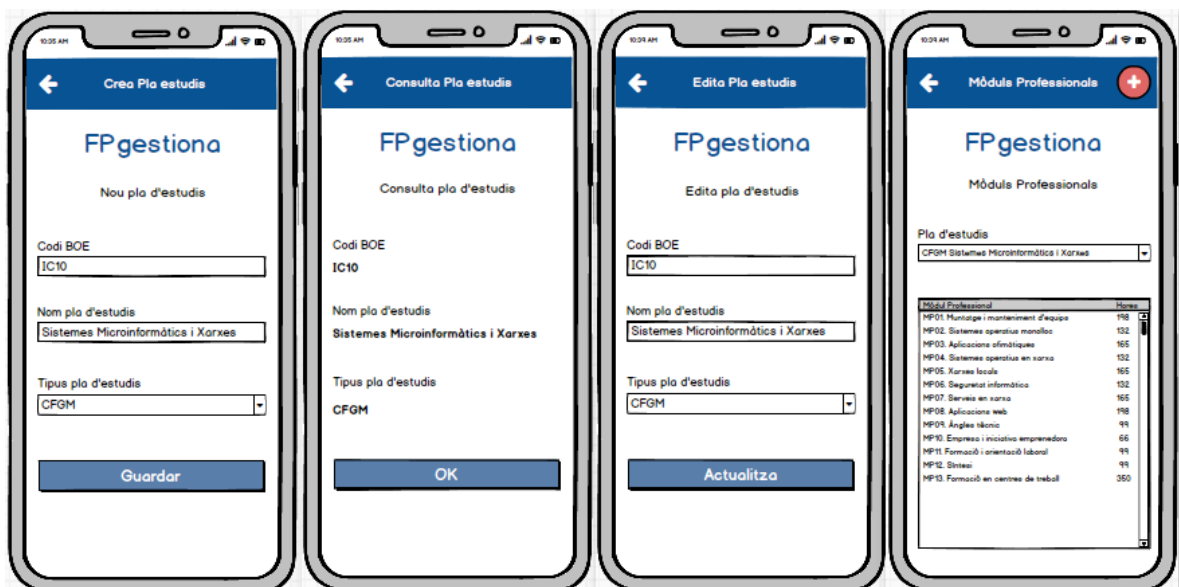 10:35 AM
Crea Pla estudis
FPgestiona
Nou pla d'estudis
Codi BOE
IC10
Nom pla d'estudis
Sistemes Microinformàtics i Xarxes
Tipus pla d'estudis
CFGM
Guardar
10:35 AM
Consulta Pla estudis
FPgestiona
Consulta pla d'estudis
Codi BOE
IC10
Nom pla d'estudis
Sistemes Microinformàtics i Xarxes
Tipus pla d'estudis
CFGM
OK
10:39 AM
Edita Pla estudis
FPgestiona
Edita pla d'estudis
Codi BOE
IC10
Nom pla d'estudis
Sistemes Microinformàtics i Xarxes
Tipus pla d'estudis
CFGM
Actualitza
10:39 AM
Mòduls Professionals
FPgestiona
Mòduls Professionals
Pla d'estudis
CFGM Sistemes Microinformàtics i Xarxes
Mòdul Professional Hores
MP01. Muntatge i manteniment d'equips 198
MP02. Sistemes operatius monolloc 132
MP03. Aplicacions ofimàtiques 165
MP04. Sistemes operatius en xarxa 132
MP05. Xarxes locals 165
MP06. Seguretat informàtica 132
MP07. Serveis en xarxa 165
MP08. Aplicacions web 198
MP09. Àngles tècnic 99
MP10. Empresa i iniciativa emprenedora 66
MP11. Formació i orientació laboral 99
MP12. Síntesi 99
MP13. Formació en centres de treball 350